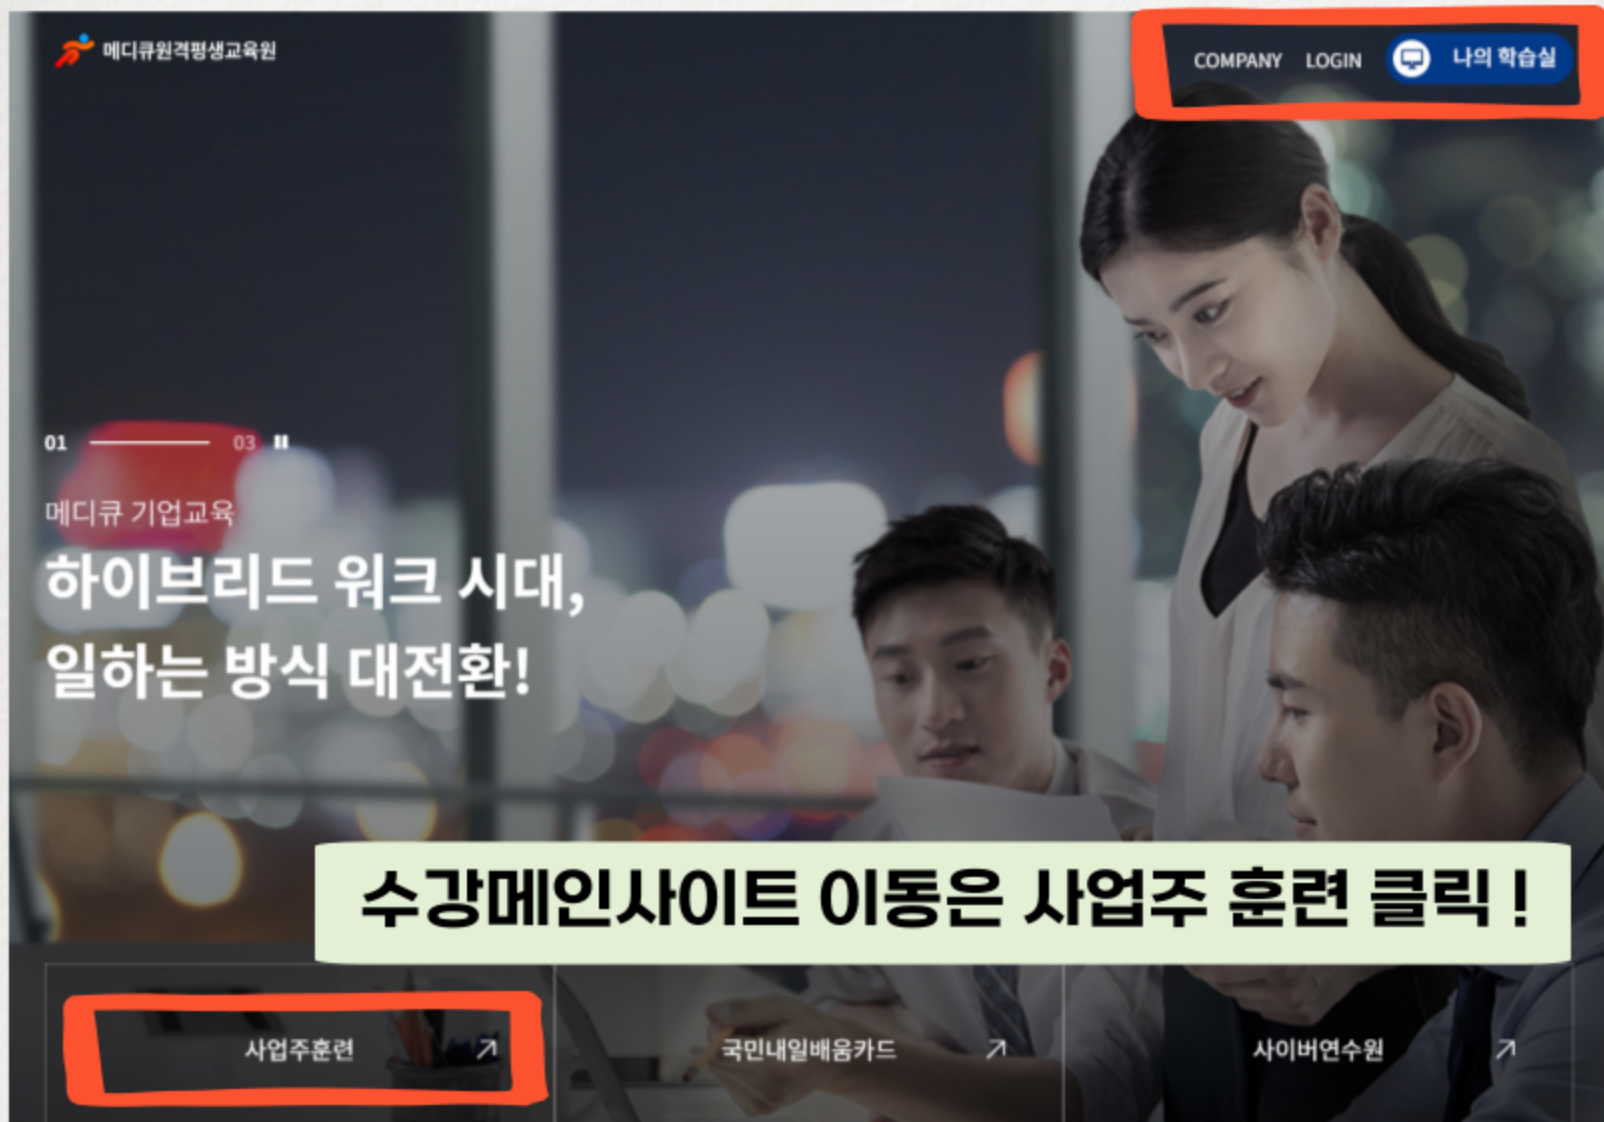 메디큐원격평생교육원
COMPANY LOGIN 나의 학습실
01 03
메디큐 기업교육
하이브리드 워크 시대,
일하는 방식 대전환!
수강메인사이트 이동은 사업주 훈련 클릭 !
사업주훈련 국민내일배움카드 사이버연수원